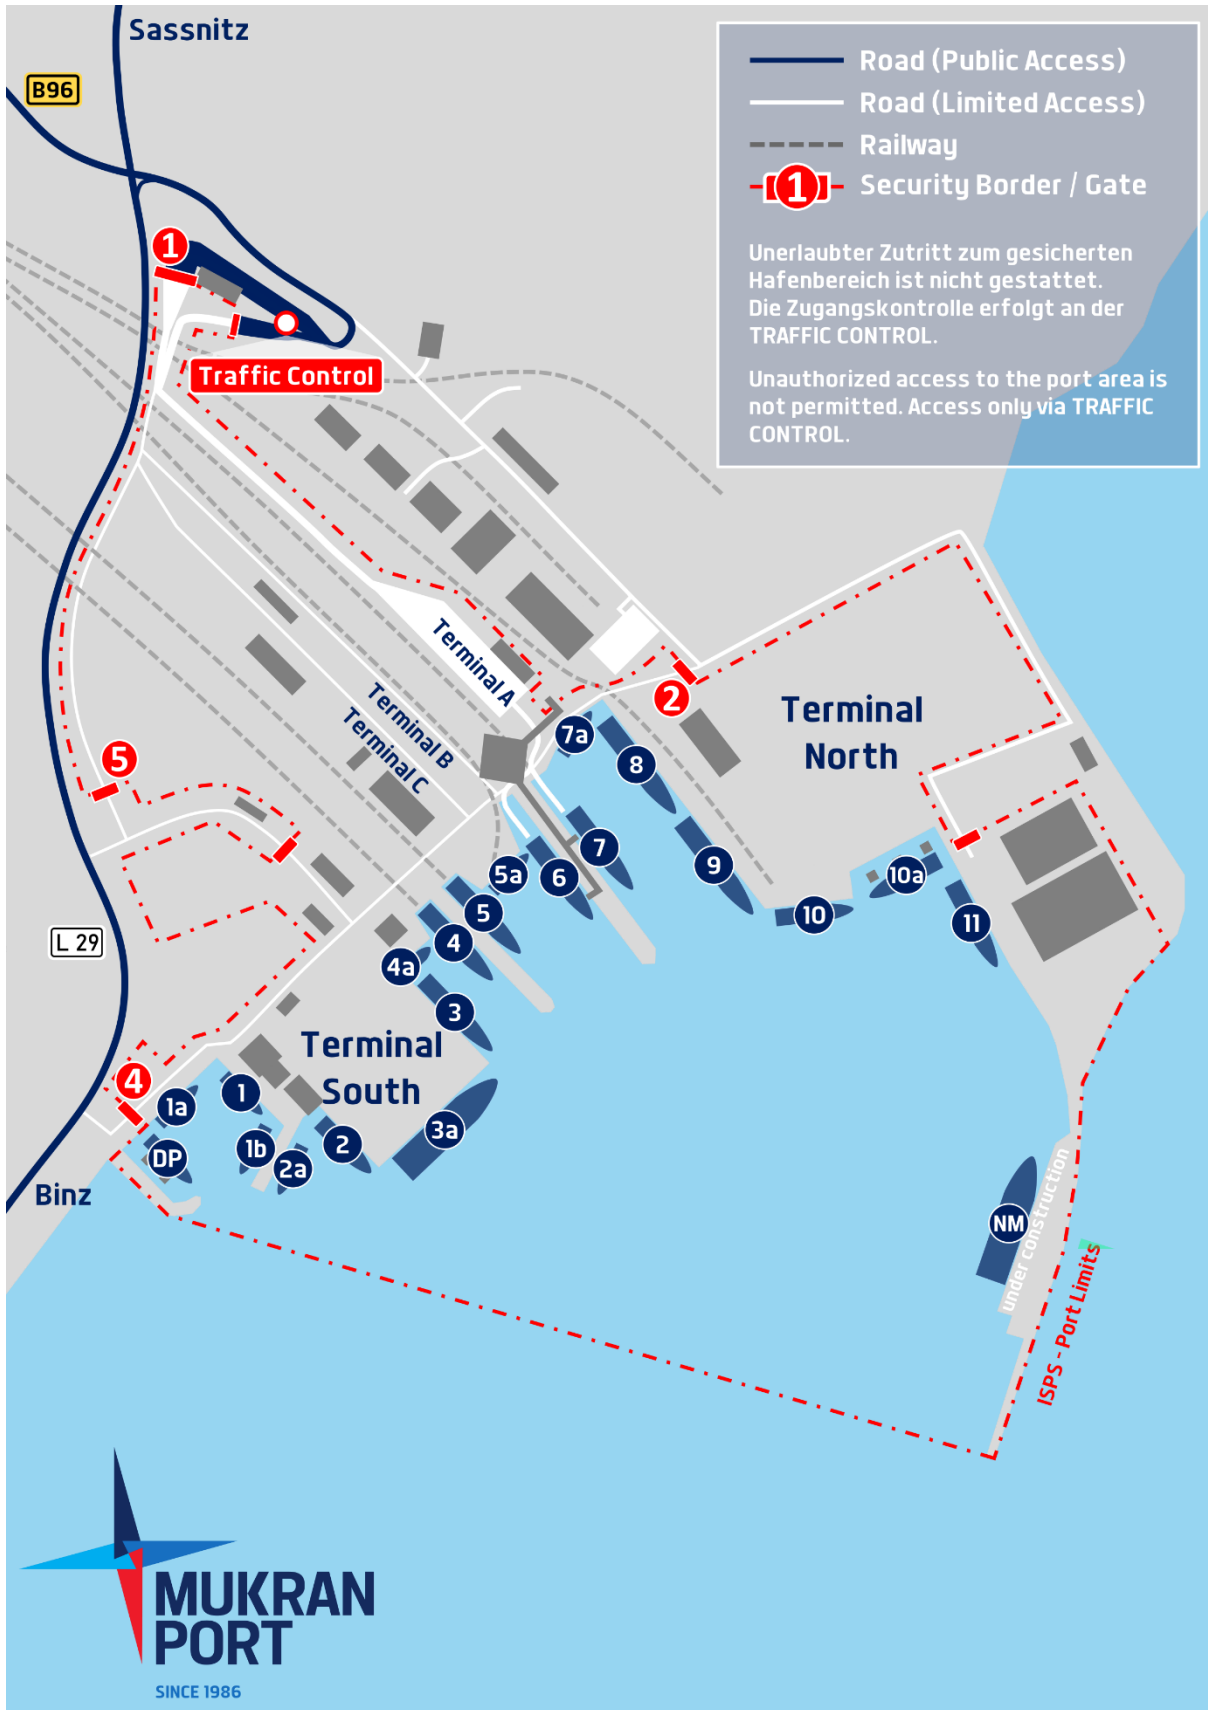 Sassnitz
B96
Road (Public Access)
Road (Limited Access)
Railway
1
Security Border / Gate
Unerlaubter Zutritt zum gesicherten
Hafenbereich ist nicht gestattet.
Die Zugangskontrolle erfolgt an der
TRAFFIC CONTROL.
Unauthorized access to the port area is
not permitted. Access only via TRAFFIC
CONTROL.
1
Traffic Control
Terminal A
Terminal B
Terminal C
2
Terminal
North
7a
8
5
7
9
6
5a
10a
10
11
5
4
L 29
4a
3
Terminal
South
4
1
1a
3a
2
1b
DP
2a
Binz
NM
under construction
ISPS - Port Limits
MUKRAN
PORT
SINCE 1986